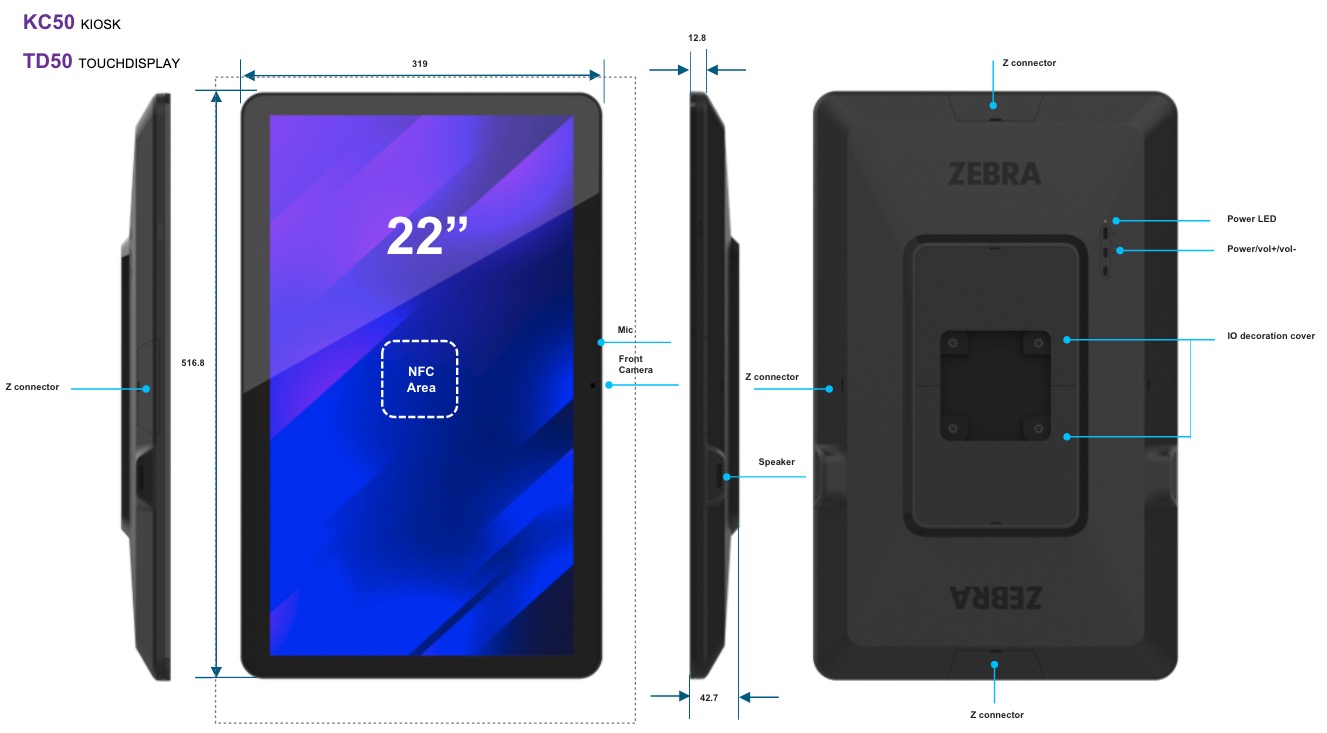 KC50 KIOSK
TD50 TOUCHDISPLAY
319
12.8
Z connector
22”
ZEBRA
Power LED
Power/vol+/vol-
Mic
IO decoration cover
516.8
Front
Camera
NFC
Area
Z connector
Z connector
Speaker
ZEBRA
42.7
Z connector